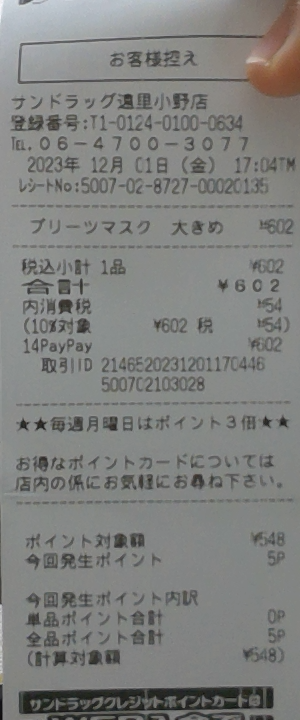 お客様控え
サンドラッグ遠里小野店
登録番号:T1-0124-0100-0634
TEL.06-4700-3077
2023年 12月 01日(金) 17:04TM
レシートNo:5007-02-8727-00020135
プリーツマスク 大きめ ¥602
税込小計 1品 ¥602
合計 ¥602
内消費税 ¥54
(10%対象 ¥602 税 ¥54)
14PayPay ¥602
取引ID 2146520231201170446
500702103028
★★毎週月曜日はポイント3倍★★
お得なポイントカードについては
店内の係にお気軽にお尋ね下さい。
ポイント対象額 ¥548
今回発生ポイント 5P
今回発生ポイント内訳
単品ポイント合計 0P
全品ポイント合計 5P
(計算対象額 ¥548)
サンドラッグクレジットポイントカードは